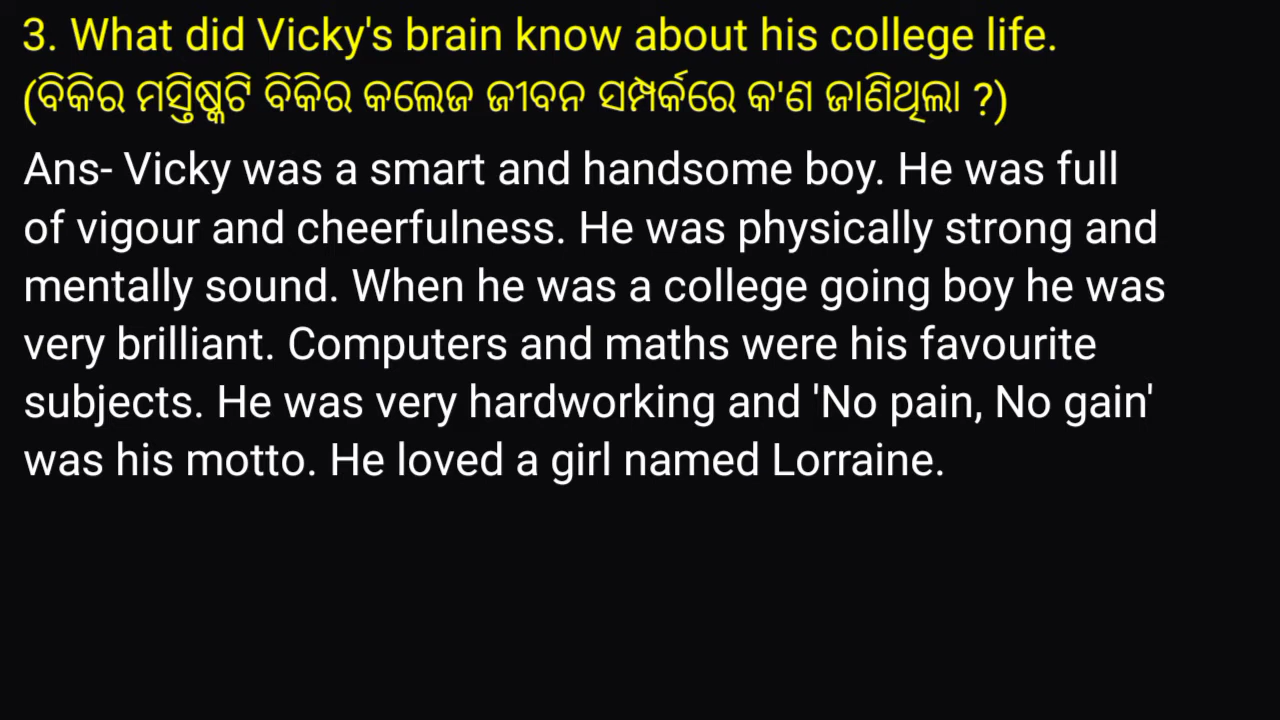 3. What did Vicky's brain know about his college life.
(ବିକିର ମସ୍ତିଷ୍କଟି ବିକିର କଲେଜ ଜୀବନ ସମ୍ପର୍କରେ କ'ଣ ଜାଣିଥିଲା ?)
Ans- Vicky was a smart and handsome boy. He was full
of vigour and cheerfulness. He was physically strong and
mentally sound. When he was a college going boy he was
very brilliant. Computers and maths were his favourite
subjects. He was very hardworking and 'No pain, No gain'
was his motto. He loved a girl named Lorraine.